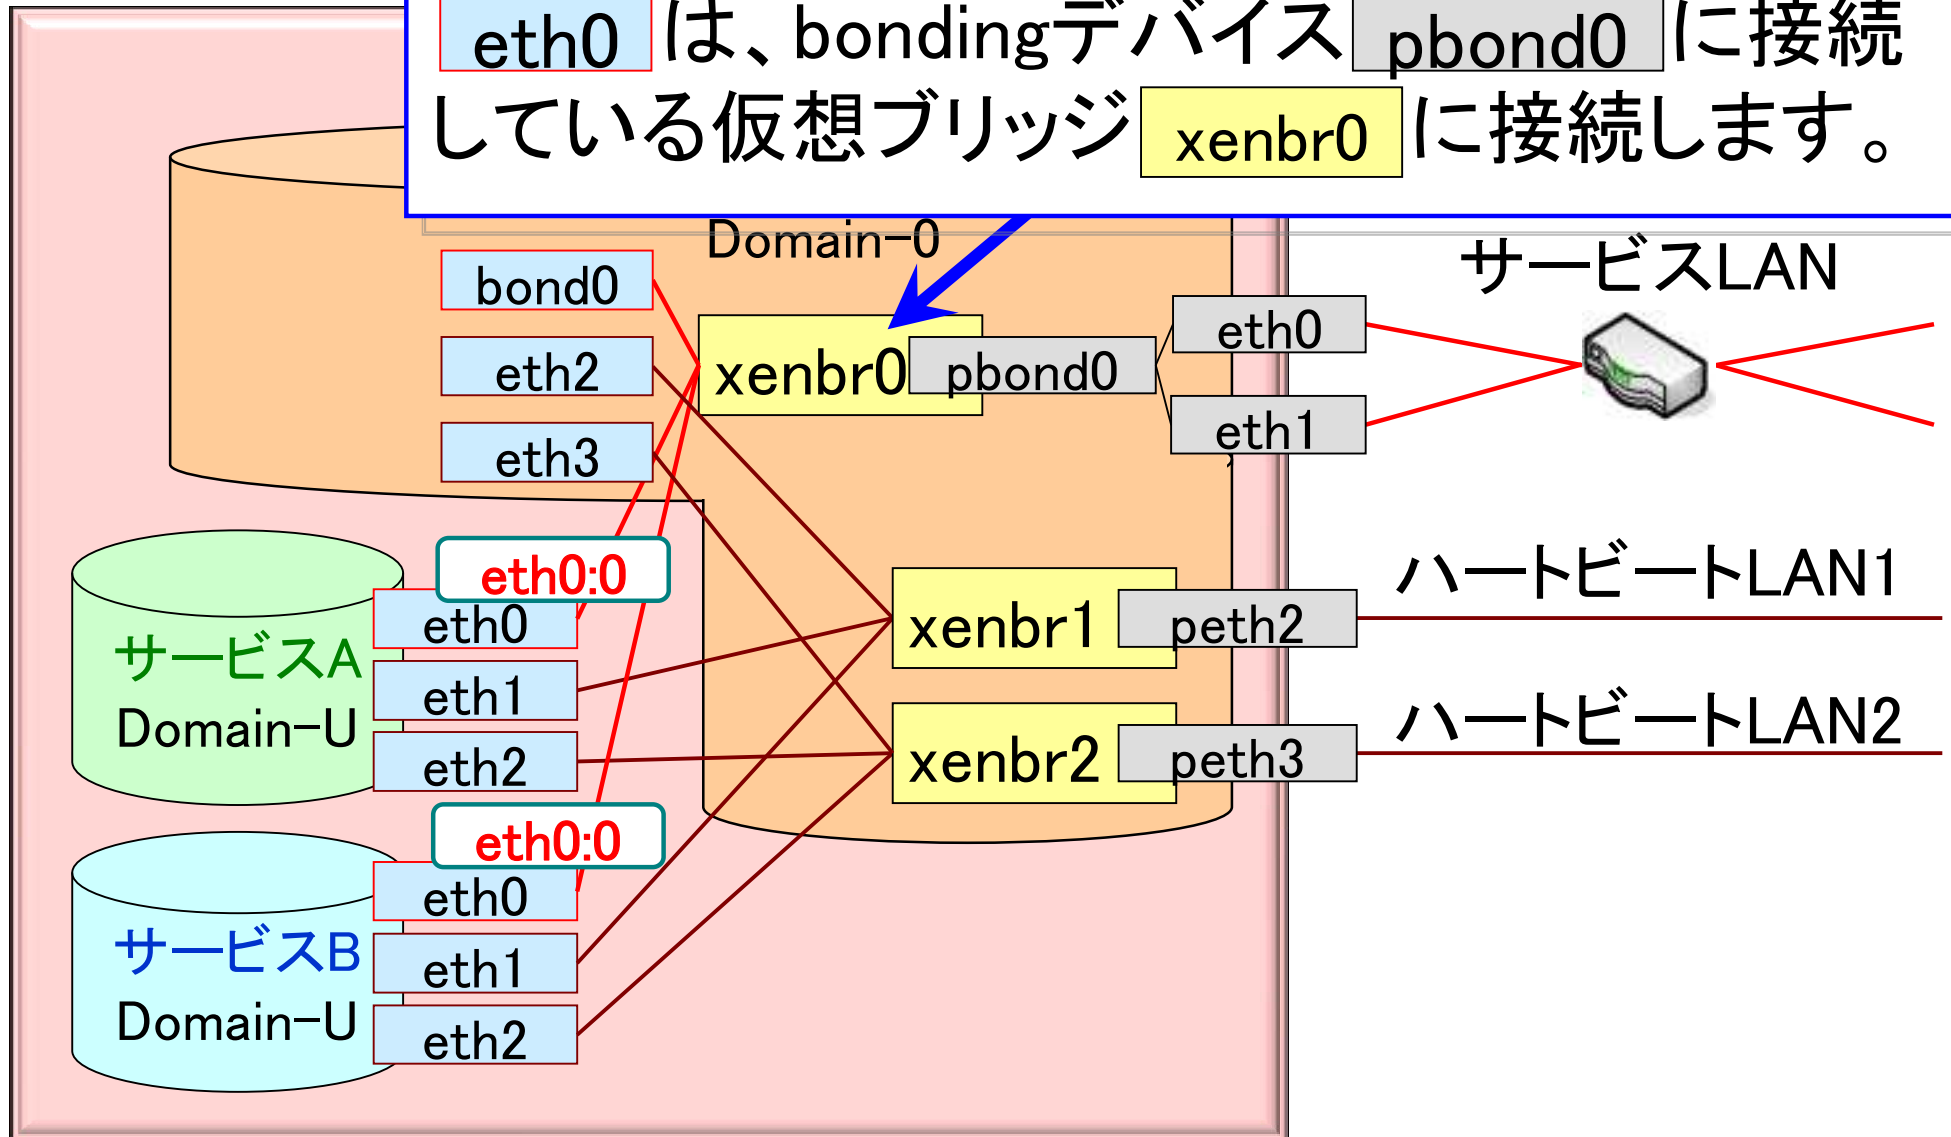 eth0 は、bondingデバイス pbond0 に接続
している仮想ブリッジ xenbr0 に接続します。
Domain-0
サービスLAN
bond0
eth2
eth3
xenbr0
pbond0
eth0
eth1
eth0:0
eth0
サービスA
eth1
Domain-U
eth2
xenbr1
peth2
ハートビートLAN1
xenbr2
peth3
ハートビートLAN2
eth0:0
eth0
サービスB
eth1
Domain-U
eth2